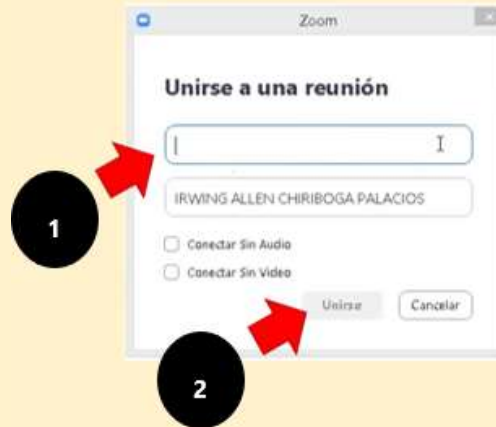 Zoom
Unirse a una reunión
IRWING ALLEN CHIRIBOGA PALACIOS
1
Conectar Sin Audio
Conectar Sin Video
Unirse Cancelar
2